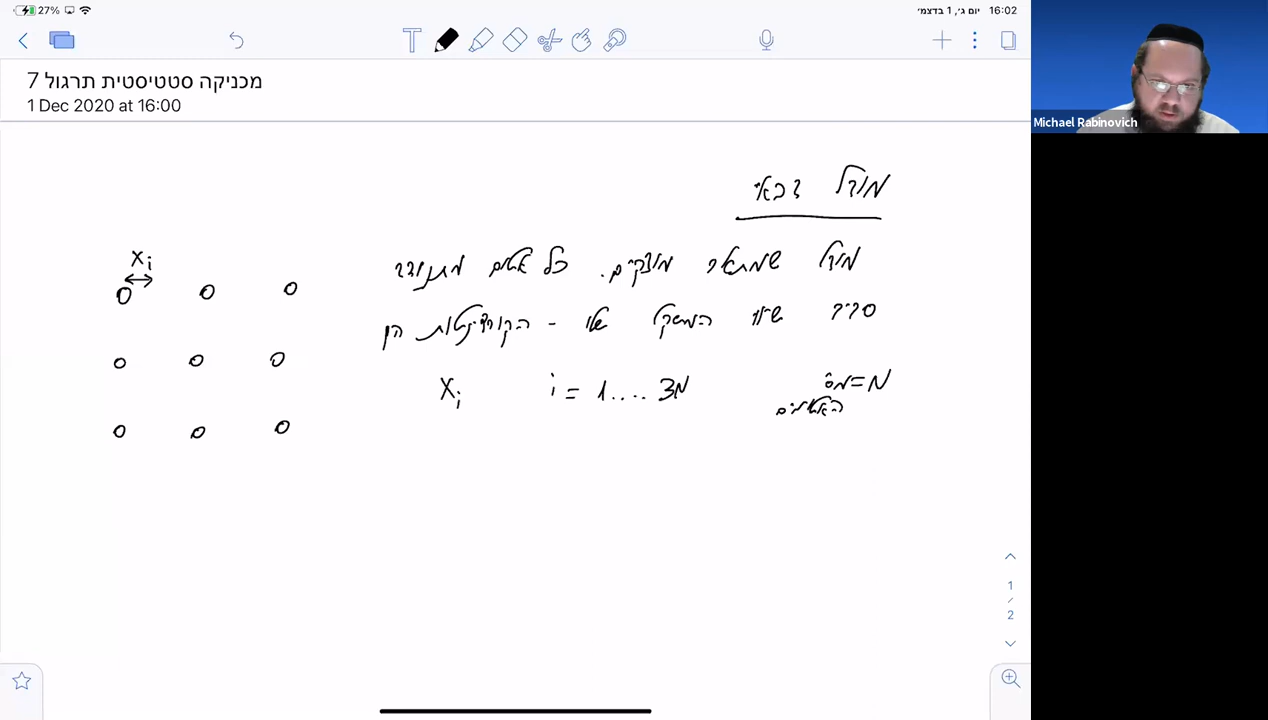 27%
16:02 יום ג׳, 1 בדצמ׳
מכניקה סטטיסטית תרגול 7
1 Dec 2020 at 16:00
Michael Rabinovich
מודל דבאי
מודל שמתאר מוצקים. כל אטום מתנודד
סביב שיווי המשקל שלו - הקורדינטות הן
Xi i = 1.... 3N
N=מס׳
האטומים
Xi
1
/
2